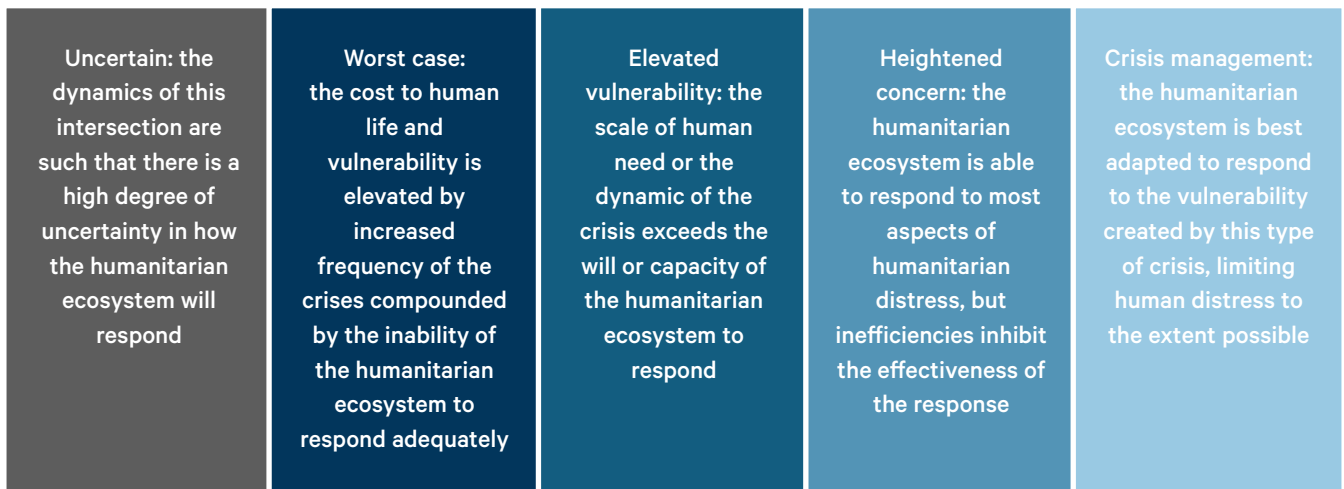 Uncertain: the
dynamics of this
intersection are
such that there is a
high degree of
uncertainty in how
the humanitarian
ecosystem will
respond
Worst case:
the cost to human
life and
vulnerability is
elevated by
increased
frequency of the
crises compounded
by the inability of
the humanitarian
ecosystem to
respond adequately
Elevated
vulnerability: the
scale of human
need or the
dynamic of the
crisis exceeds the
will or capacity of
the humanitarian
ecosystem to
respond
Heightened
concern: the
humanitarian
ecosystem is able
to respond to most
aspects of
humanitarian
distress, but
inefficiencies inhibit
the effectiveness of
the response
Crisis management:
the humanitarian
ecosystem is best
adapted to respond
to the vulnerability
created by this type
of crisis, limiting
human distress to
the extent possible